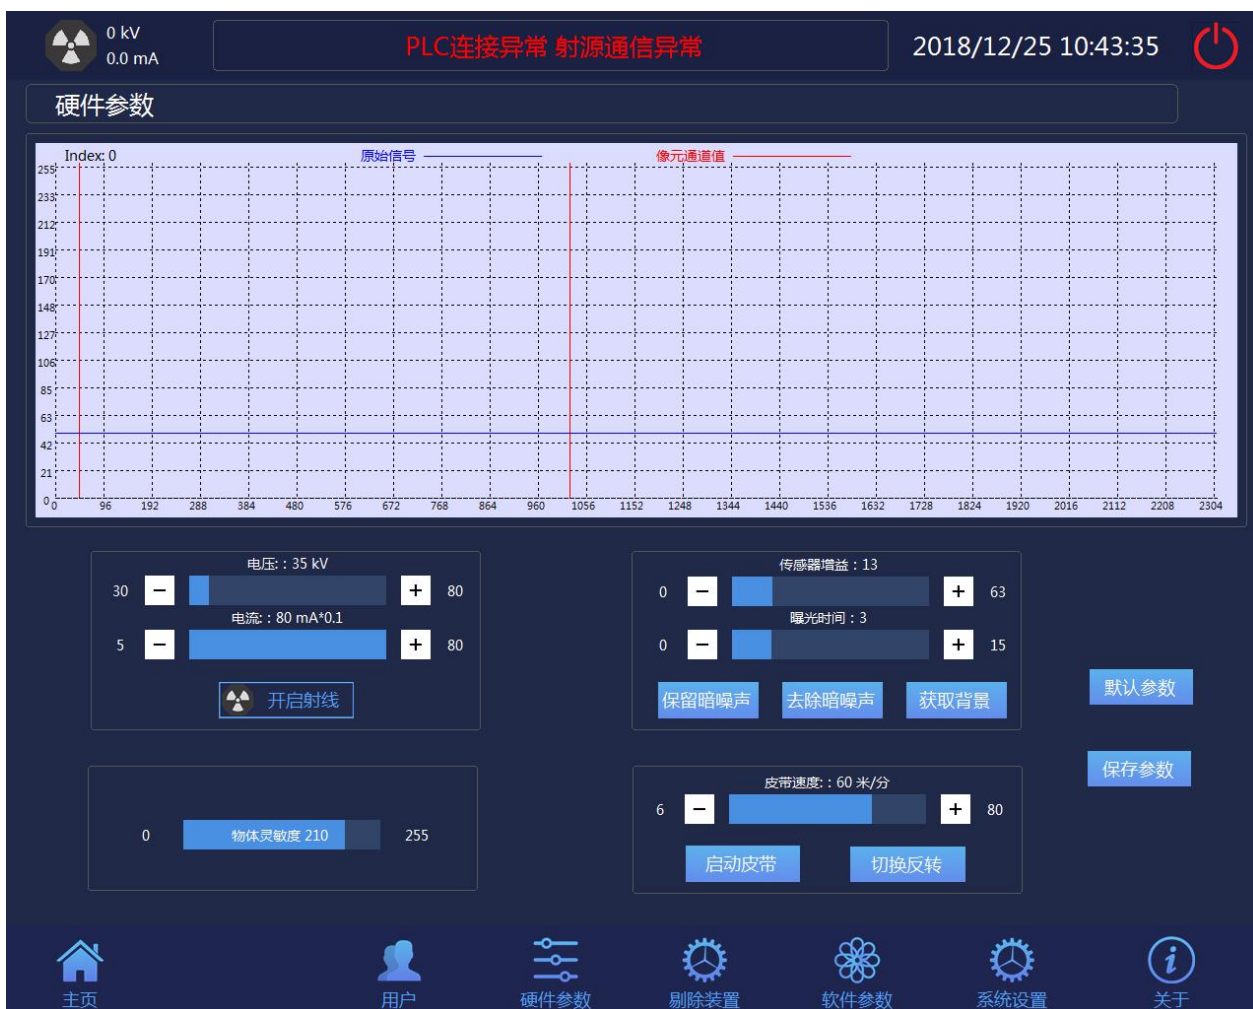 0 kV
0.0 mA
PLC连接异常 射源通信异常
2018/12/25 10:43:35
硬件参数
Index: 0
原始信号
像元通道值
255
233
212
191
170
148
127
106
85
63
42
21
0
0 96 192 288 384 480 576 672 768 864 960 1056 1152 1248 1344 1440 1536 1632 1728 1824 1920 2016 2112 2208 2304
电压: : 35 kV
30 − + 80
电流: : 80 mA*0.1
5 − + 80
开启射线
传感器增益 : 13
0 − + 63
曝光时间 : 3
0 − + 15
保留暗噪声 去除暗噪声 获取背景
默认参数
保存参数
0 物体灵敏度 210 255
皮带速度: : 60 米/分
6 − + 80
启动皮带 切换反转
主页 用户 硬件参数 剔除装置 软件参数 系统设置 关于